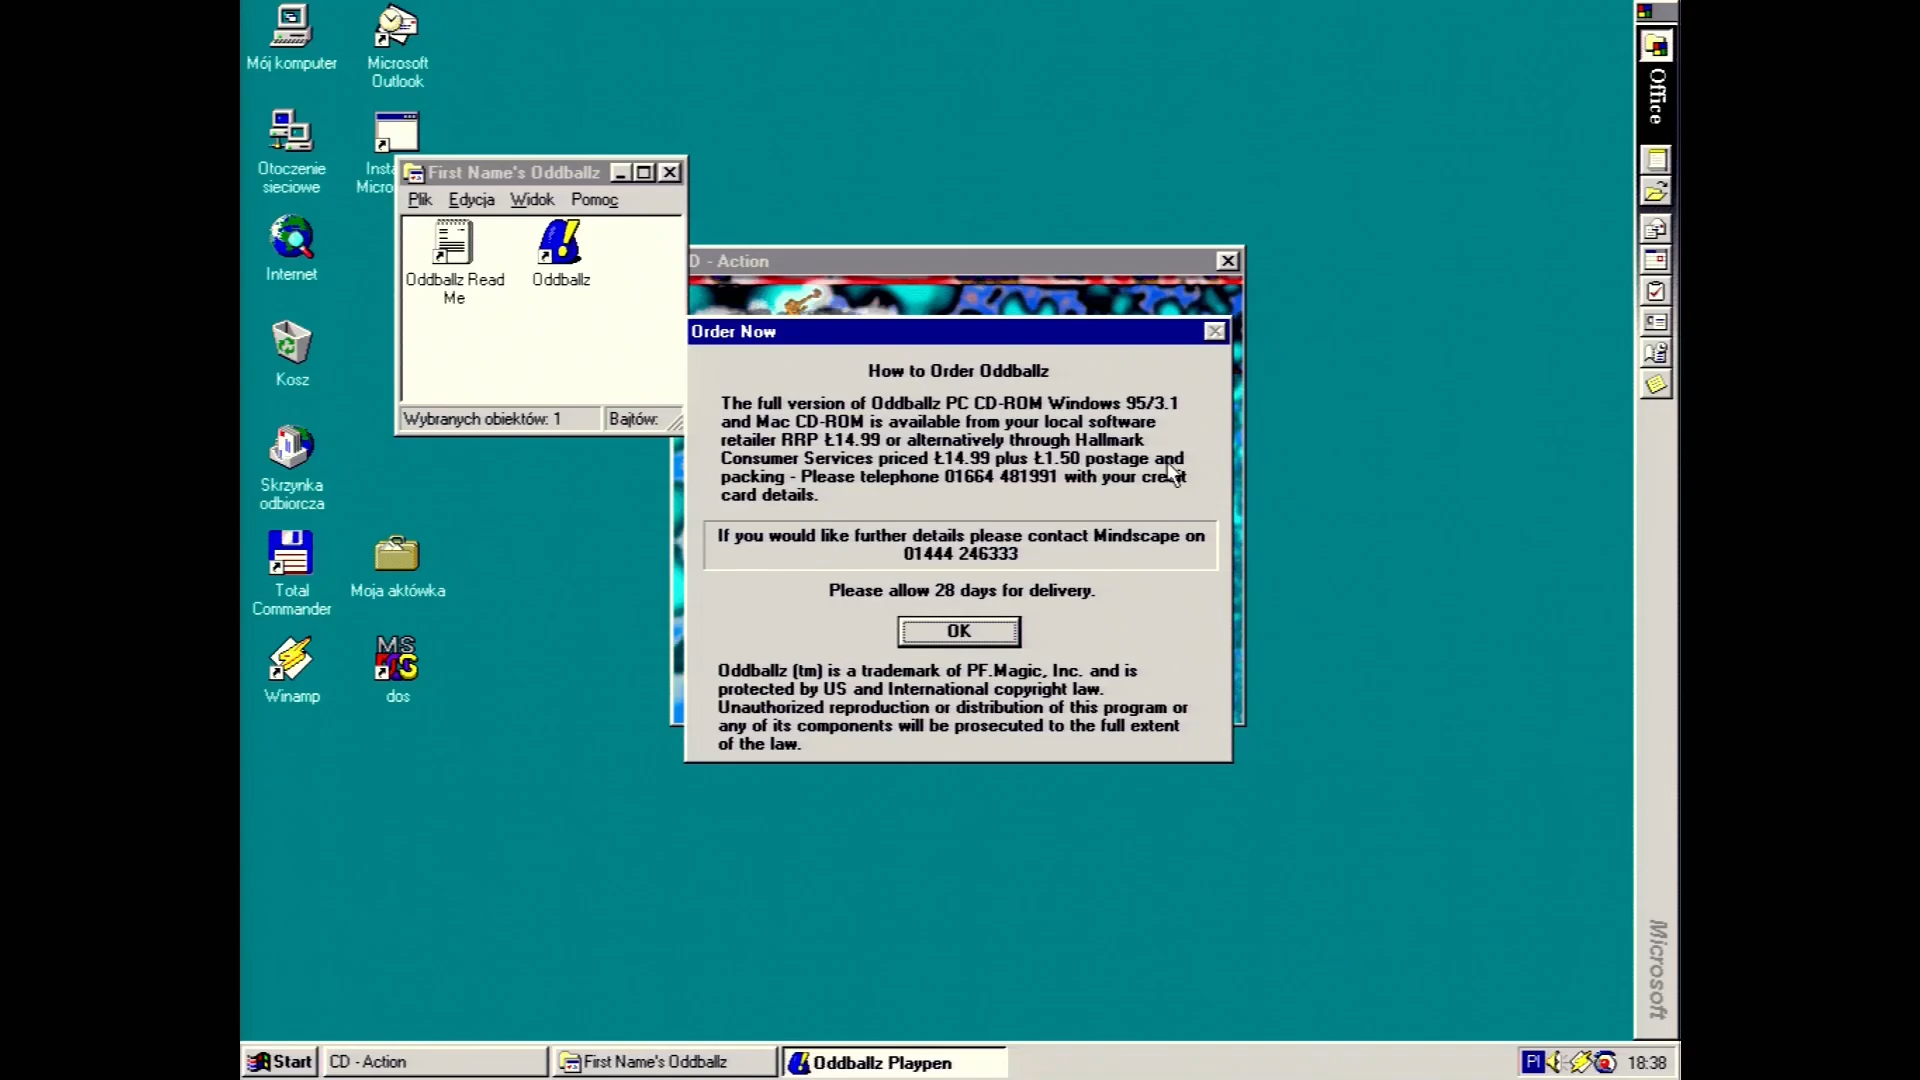 Mój komputer
Microsoft
Outlook
Otoczenie
sieciowe
Internet
Kosz
Skrzynka
odbiorcza
Total
Commander
Moja aktówka
Winamp
MS
dos
First Name's Oddballz
Plik Edycja Widok Pomoc
Oddballz Read
Me
Oddballz
Wybranych obiektów: 1
Bajtów:
- Action
Order Now
How to Order Oddballz
The full version of Oddballz PC CD-ROM Windows 95/3.1
and Mac CD-ROM is available from your local software
retailer RRP Ł14.99 or alternatively through Hallmark
Consumer Services priced Ł14.99 plus Ł1.50 postage and
packing - Please telephone 01664 481991 with your credit
card details.
If you would like further details please contact Mindscape on
01444 246333
Please allow 28 days for delivery.
OK
Oddballz (tm) is a trademark of PF.Magic, Inc. and is
protected by US and International copyright law.
Unauthorized reproduction or distribution of this program or
any of its components will be prosecuted to the full extent
of the law.
Office
Microsoft
Start
CD - Action
First Name's Oddballz
Oddballz Playpen
Pl
18:38